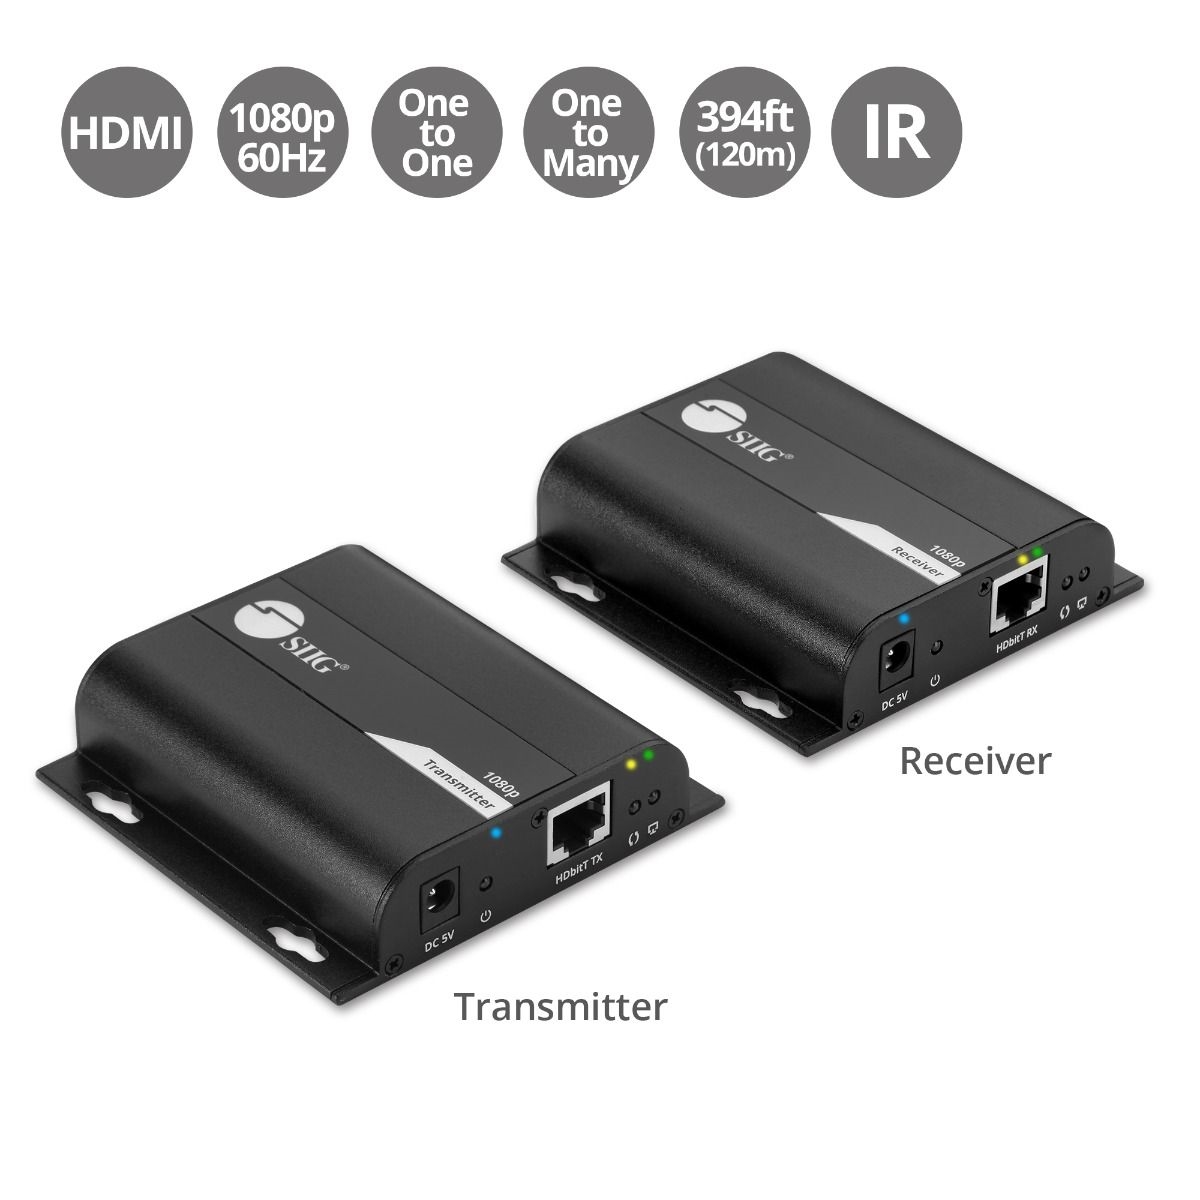 HDMI
1080p
60Hz
One
to
One
One
to
Many
394ft
(120m)
IR
SIIG®
1080p
Receiver
HDbitT RX
DC 5V
Receiver
SIIG®
1080p
Transmitter
HDbitT TX
DC 5V
Transmitter